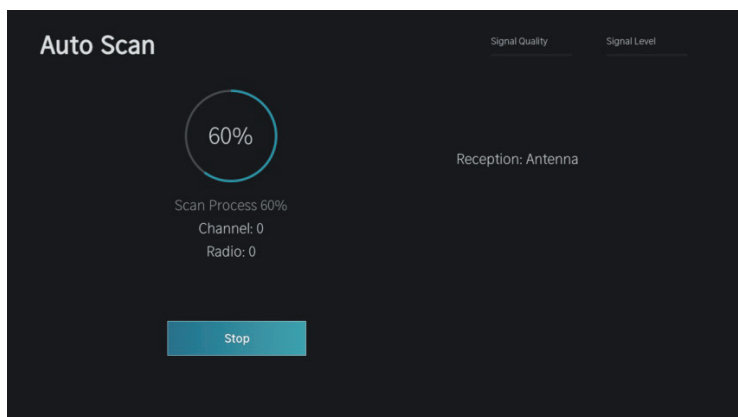 Auto Scan
Signal Quality
Signal Level
60%
Reception: Antenna
Scan Process 60%
Channel: 0
Radio: 0
Stop